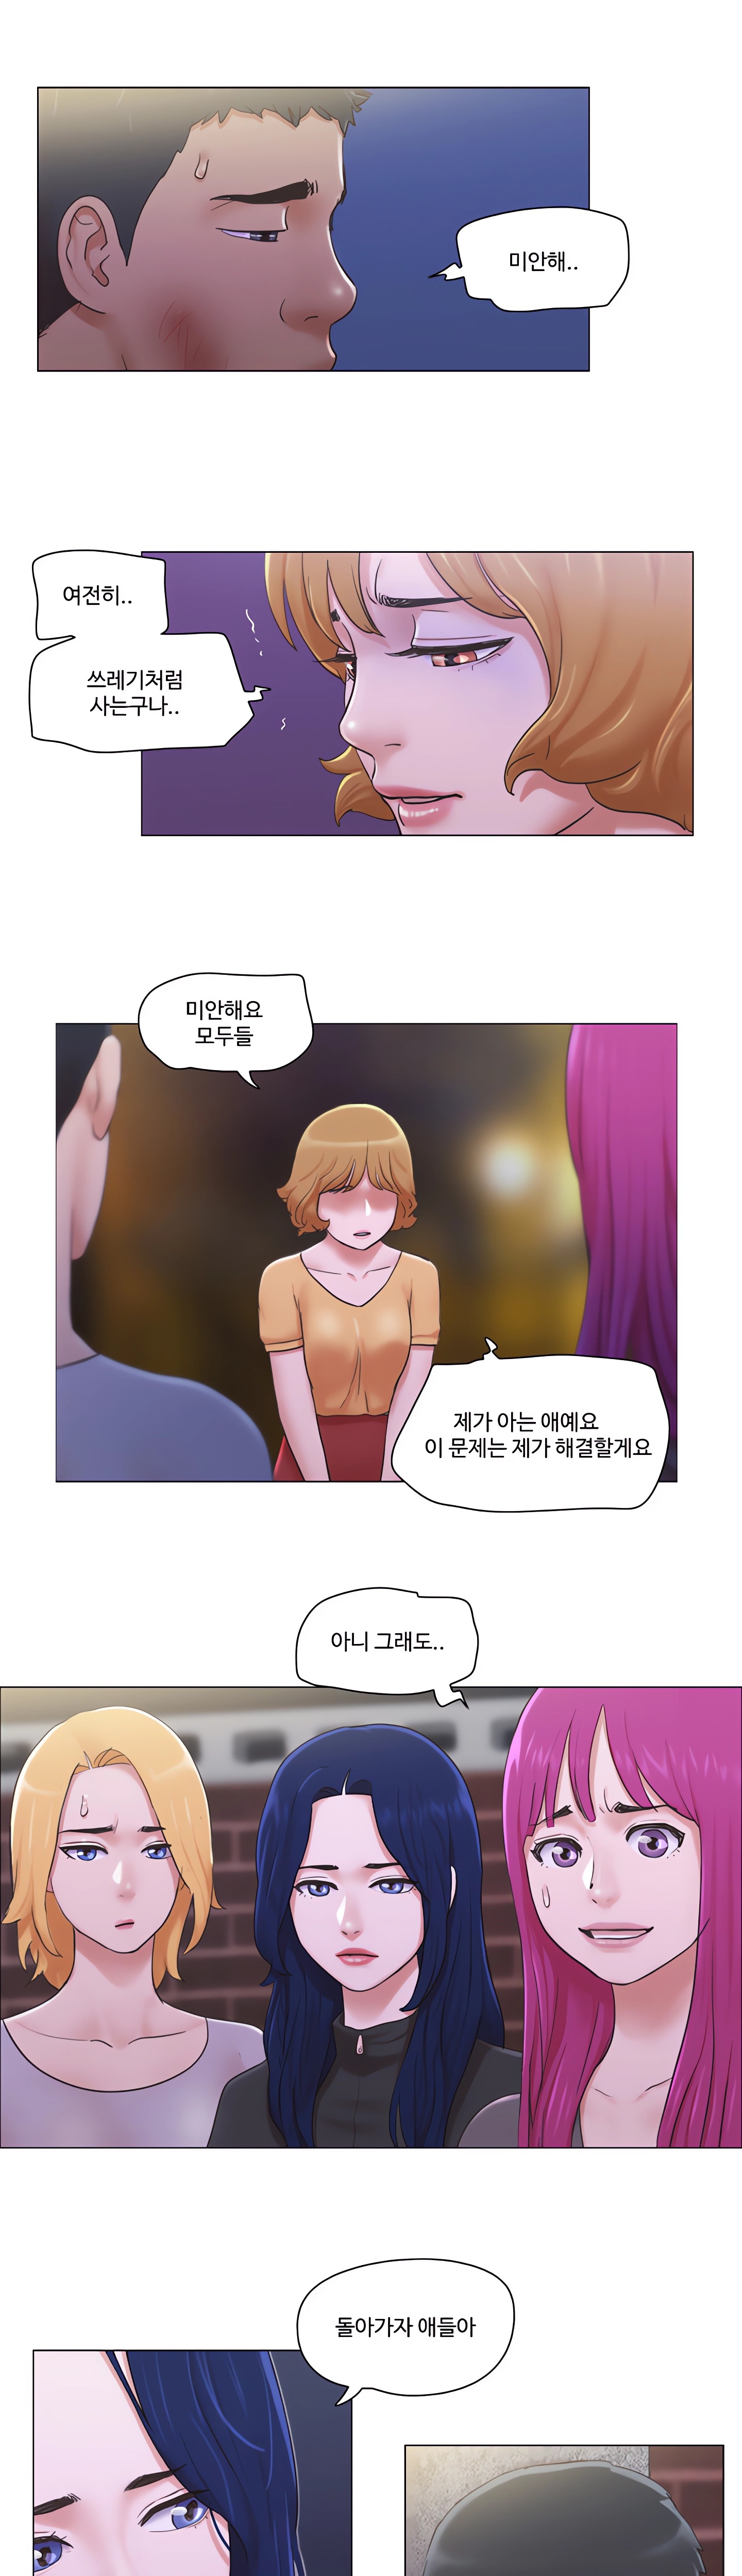 미안해..
여전히..
쓰레기처럼
사는구나..
미안해요
모두들
제가 아는 애예요
이 문제는 제가 해결할게요
아니 그래도..
돌아가자 애들아